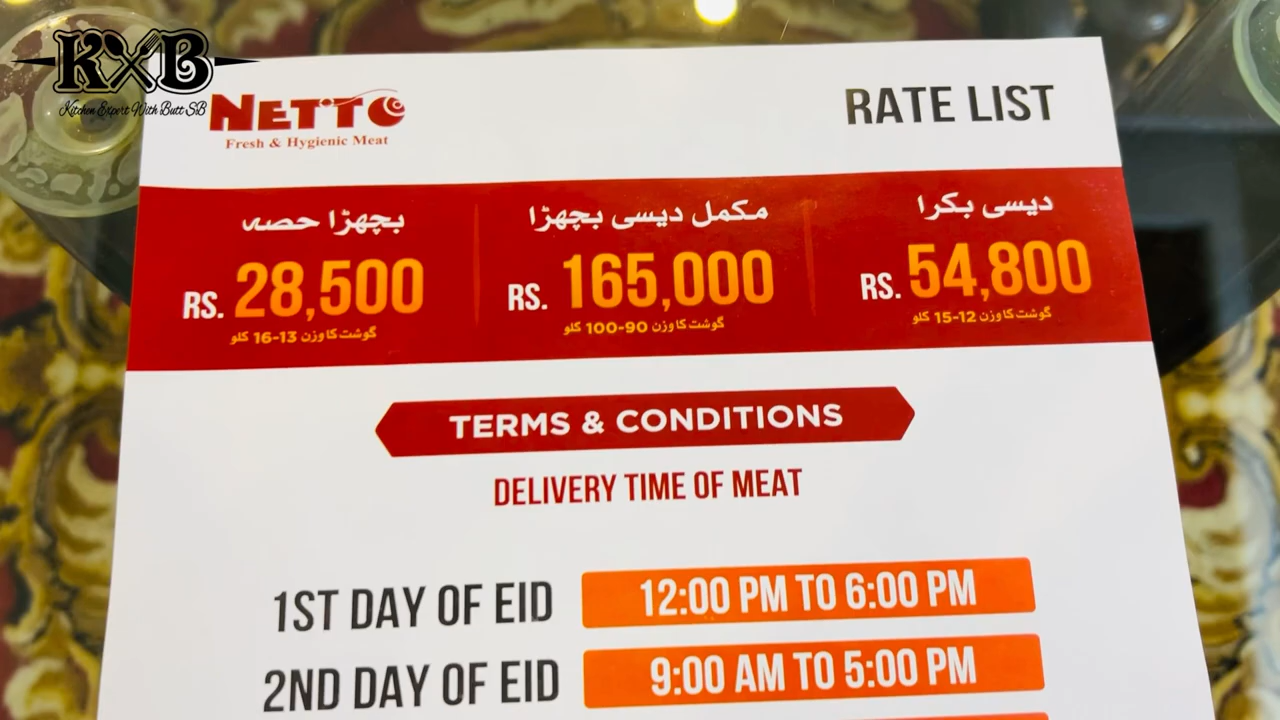 KXB
Kitchen Expert With Butt SB
NETTO
Fresh & Hygienic Meat
RATE LIST
بچھڑا حصہ
RS. 28,500
گوشت کا وزن 13-16 کلو
مکمل دیسی بچھڑا
RS. 165,000
گوشت کا وزن 90-100 کلو
دیسی بکرا
RS. 54,800
گوشت کا وزن 12-15 کلو
TERMS & CONDITIONS
DELIVERY TIME OF MEAT
1ST DAY OF EID 12:00 PM TO 6:00 PM
2ND DAY OF EID 9:00 AM TO 5:00 PM